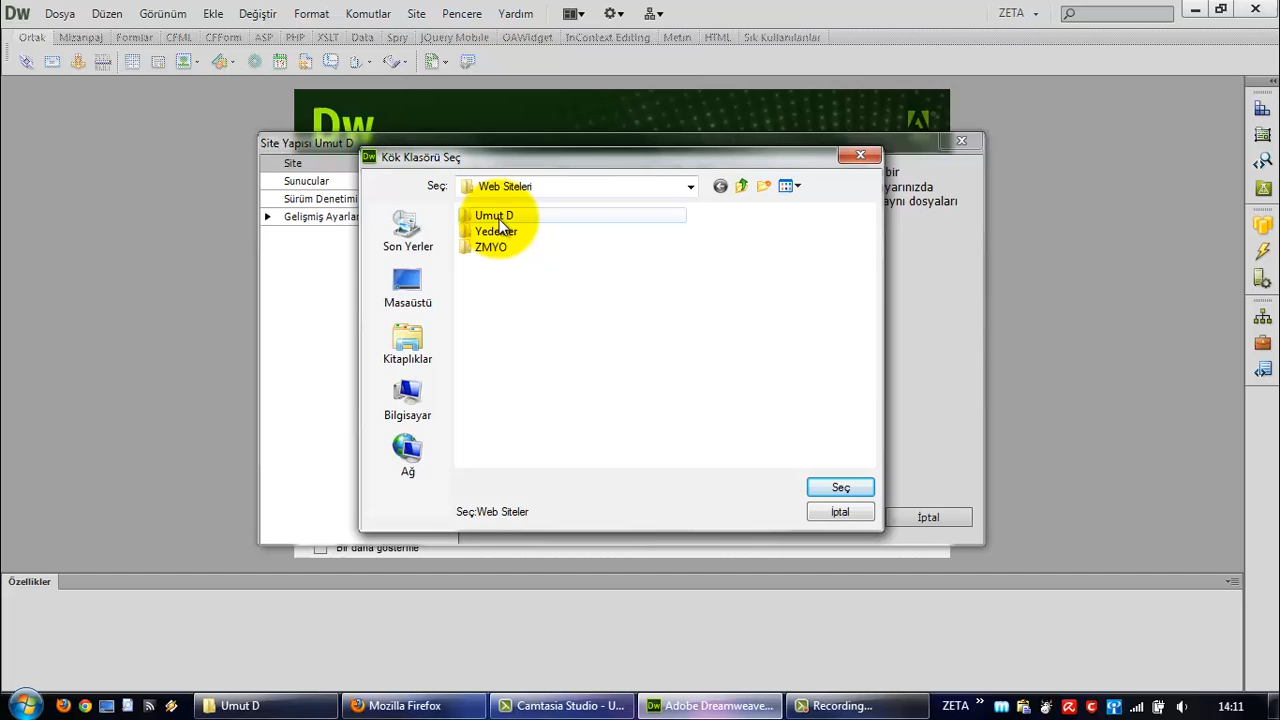 Dw Dosya Düzen Görünüm Ekle Değiştir Format Komutlar Site Pencere Yardım ZETA
Ortak Mizanpaj Formlar CFML CFForm ASP PHP XSLT Data Spry jQuery Mobile OAWidget InContext Editing Metin HTML Sık Kullanılanlar
Dw
Site Yapısı Umut D
Kök Klasörü Seç
Site
Sunucular
Sürüm Denetimi
Gelişmiş Ayarlar
bir
yarınızda
aynı dosyaları
Seç: Web Siteleri
Umut D
Yedekler
ZMYO
Son Yerler
Masaüstü
Kitaplıklar
Bilgisayar
Ağ
Seç
Seç:Web Siteler
İptal
İptal
Bir daha gösterme
Özellikler
Umut D Mozilla Firefox Camtasia Studio - U... Adobe Dreamweave... Recording... ZETA 14:11